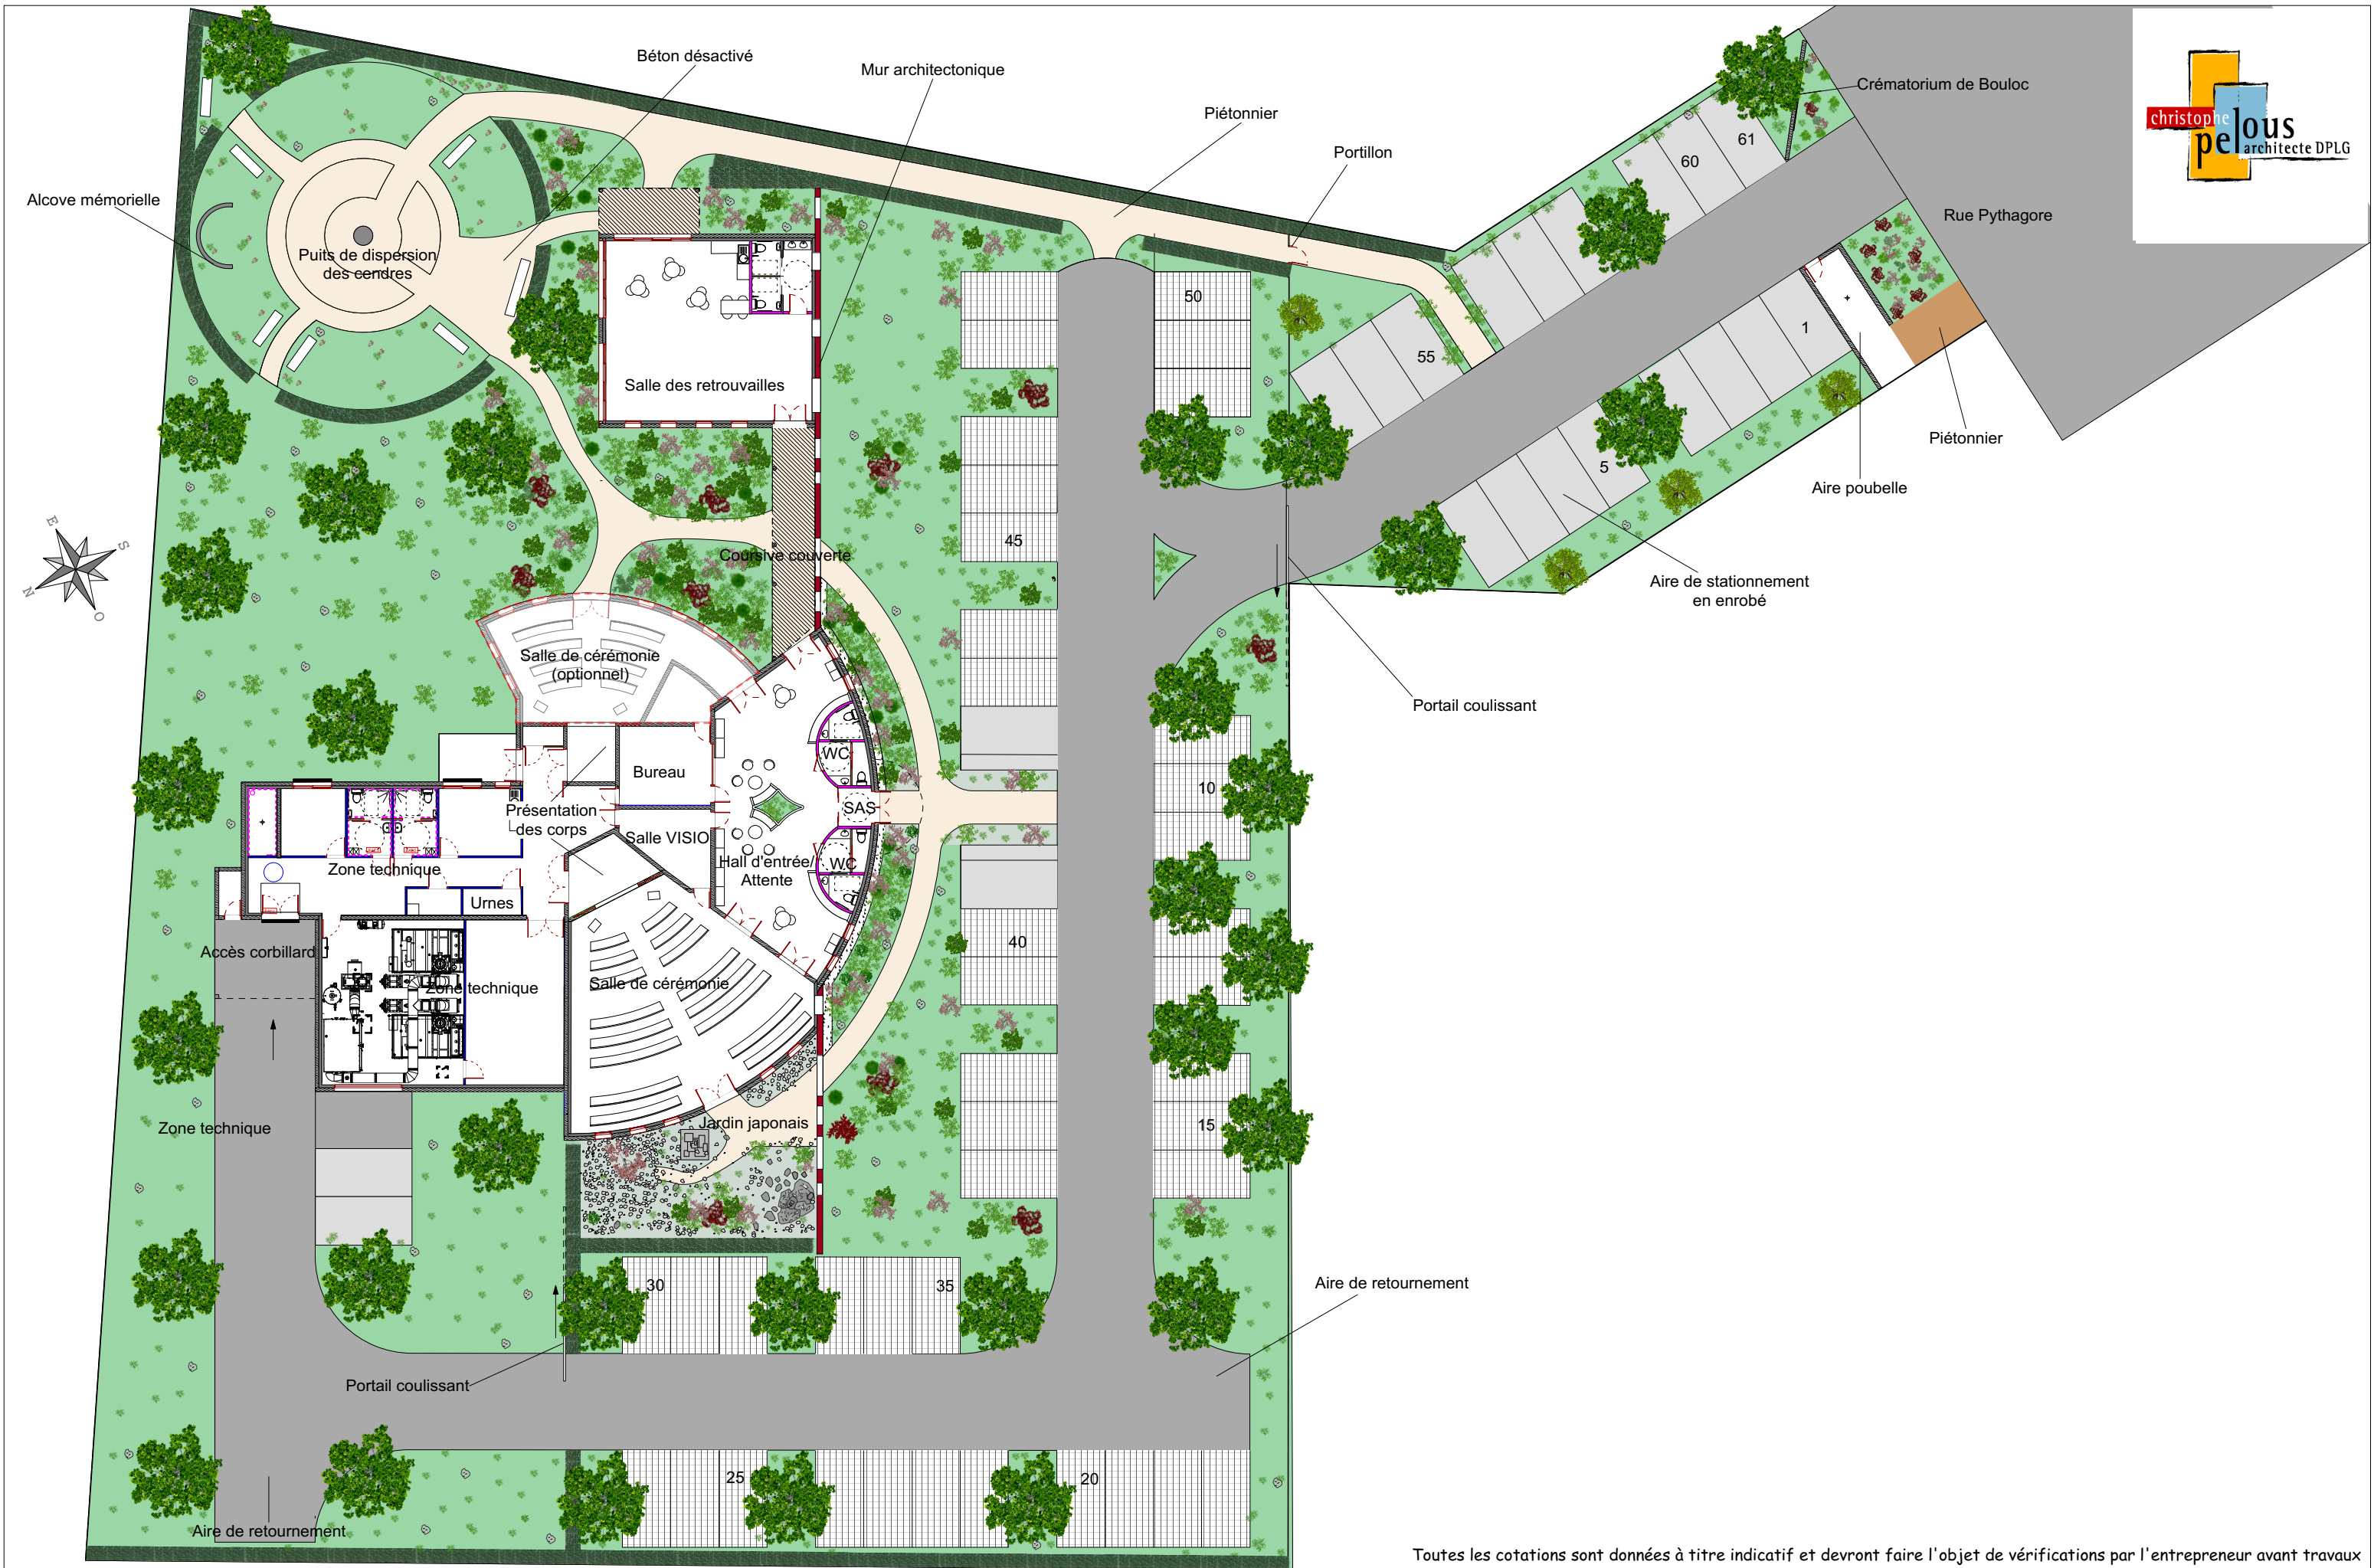 Béton désactivé
Mur architectonique
Piétonnier
Portillon
Crématorium de Bouloc
christophe
pelous
architecte DPLG
Alcove mémorielle
Rue Pythagore
Puits de dispersion
des cendres
61
60
50
55
1
5
Salle des retrouvailles
Piétonnier
Aire poubelle
45
Coursive couverte
Aire de stationnement
en enrobé
E
S
N
O
Salle de cérémonie
(optionnel)
Portail coulissant
WC
Bureau
10
SAS
Présentation
des corps
Salle VISIO
Hall d'entrée/
Attente
WC
Zone technique
Urnes
Accès corbillard
40
Zone technique
Salle de cérémonie
Zone technique
Jardin japonais
15
30
35
Aire de retournement
Portail coulissant
25
20
Aire de retournement
Toutes les cotations sont données à titre indicatif et devront faire l'objet de vérifications par l'entrepreneur avant travaux